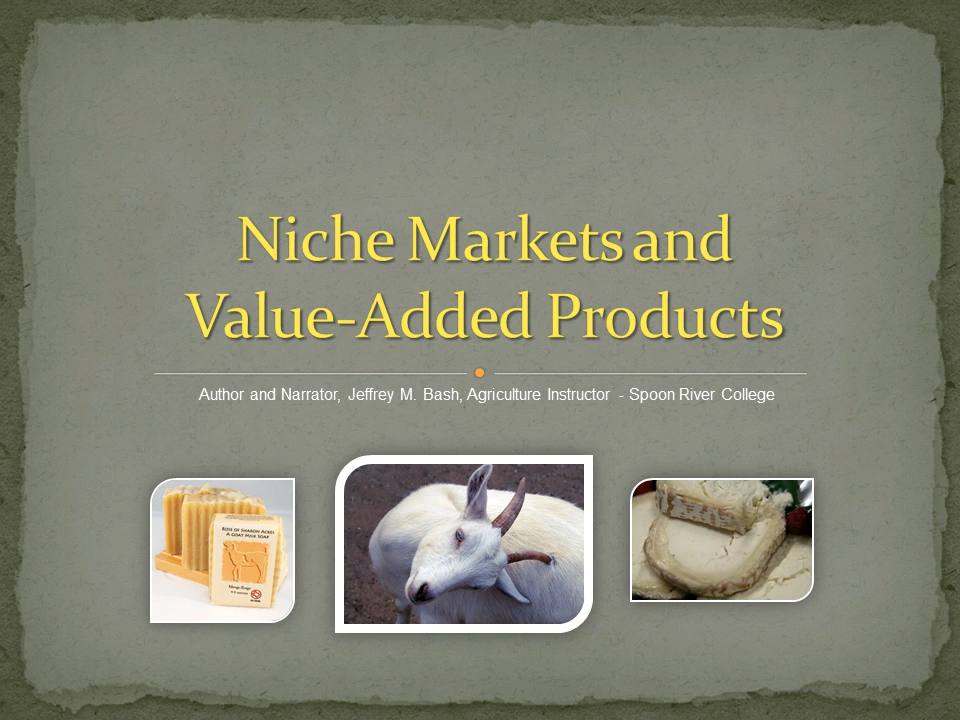 Niche Markets and
Value-Added Products
Author and Narrator, Jeffrey M. Bash, Agriculture Instructor - Spoon River College
ROSE OF SHARON ACRES
A GOAT MILK SOAP